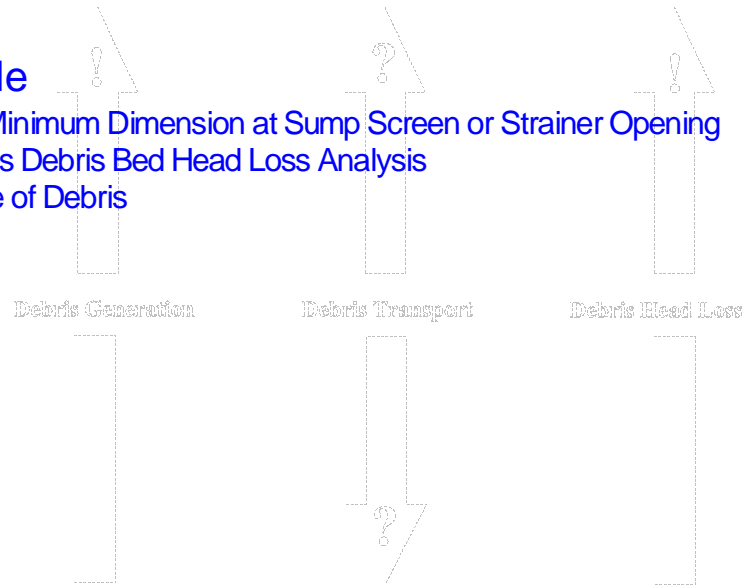 !
?
!
le
Minimum Dimension at Sump Screen or Strainer Opening
s Debris Bed Head Loss Analysis
e of Debris
Debris Generation
Debris Transport
Debris Head Loss
?